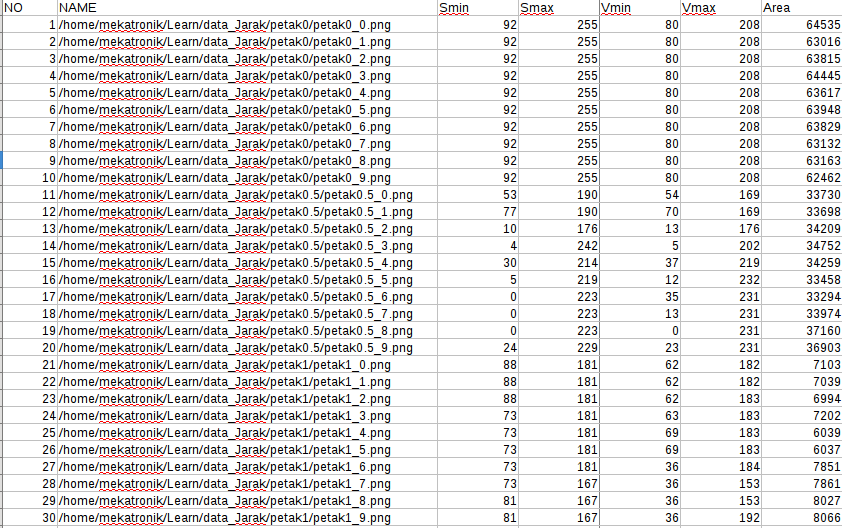 NO NAME Smin Smax Vmin Vmax Area
1 /home/mekatronik/Learn/data_Jarak/petak0/petak0_0.png 92 255 80 208 64535
2 /home/mekatronik/Learn/data_Jarak/petak0/petak0_1.png 92 255 80 208 63016
3 /home/mekatronik/Learn/data_Jarak/petak0/petak0_2.png 92 255 80 208 63815
4 /home/mekatronik/Learn/data_Jarak/petak0/petak0_3.png 92 255 80 208 64445
5 /home/mekatronik/Learn/data_Jarak/petak0/petak0_4.png 92 255 80 208 63617
6 /home/mekatronik/Learn/data_Jarak/petak0/petak0_5.png 92 255 80 208 63948
7 /home/mekatronik/Learn/data_Jarak/petak0/petak0_6.png 92 255 80 208 63829
8 /home/mekatronik/Learn/data_Jarak/petak0/petak0_7.png 92 255 80 208 63132
9 /home/mekatronik/Learn/data_Jarak/petak0/petak0_8.png 92 255 80 208 63163
10 /home/mekatronik/Learn/data_Jarak/petak0/petak0_9.png 92 255 80 208 62462
11 /home/mekatronik/Learn/data_Jarak/petak0.5/petak0.5_0.png 53 190 54 169 33730
12 /home/mekatronik/Learn/data_Jarak/petak0.5/petak0.5_1.png 77 190 70 169 33698
13 /home/mekatronik/Learn/data_Jarak/petak0.5/petak0.5_2.png 10 176 13 176 34209
14 /home/mekatronik/Learn/data_Jarak/petak0.5/petak0.5_3.png 4 242 5 202 34752
15 /home/mekatronik/Learn/data_Jarak/petak0.5/petak0.5_4.png 30 214 37 219 34259
16 /home/mekatronik/Learn/data_Jarak/petak0.5/petak0.5_5.png 5 219 12 232 33458
17 /home/mekatronik/Learn/data_Jarak/petak0.5/petak0.5_6.png 0 223 35 231 33294
18 /home/mekatronik/Learn/data_Jarak/petak0.5/petak0.5_7.png 0 223 13 231 33974
19 /home/mekatronik/Learn/data_Jarak/petak0.5/petak0.5_8.png 0 223 0 231 37160
20 /home/mekatronik/Learn/data_Jarak/petak0.5/petak0.5_9.png 24 229 23 231 36903
21 /home/mekatronik/Learn/data_Jarak/petak1/petak1_0.png 88 181 62 182 7103
22 /home/mekatronik/Learn/data_Jarak/petak1/petak1_1.png 88 181 62 182 7039
23 /home/mekatronik/Learn/data_Jarak/petak1/petak1_2.png 88 181 62 183 6994
24 /home/mekatronik/Learn/data_Jarak/petak1/petak1_3.png 73 181 63 183 7202
25 /home/mekatronik/Learn/data_Jarak/petak1/petak1_4.png 73 181 69 183 6039
26 /home/mekatronik/Learn/data_Jarak/petak1/petak1_5.png 73 181 69 183 6037
27 /home/mekatronik/Learn/data_Jarak/petak1/petak1_6.png 73 181 36 184 7851
28 /home/mekatronik/Learn/data_Jarak/petak1/petak1_7.png 73 167 36 153 7861
29 /home/mekatronik/Learn/data_Jarak/petak1/petak1_8.png 81 167 36 153 8027
30 /home/mekatronik/Learn/data_Jarak/petak1/petak1_9.png 81 167 36 192 8066